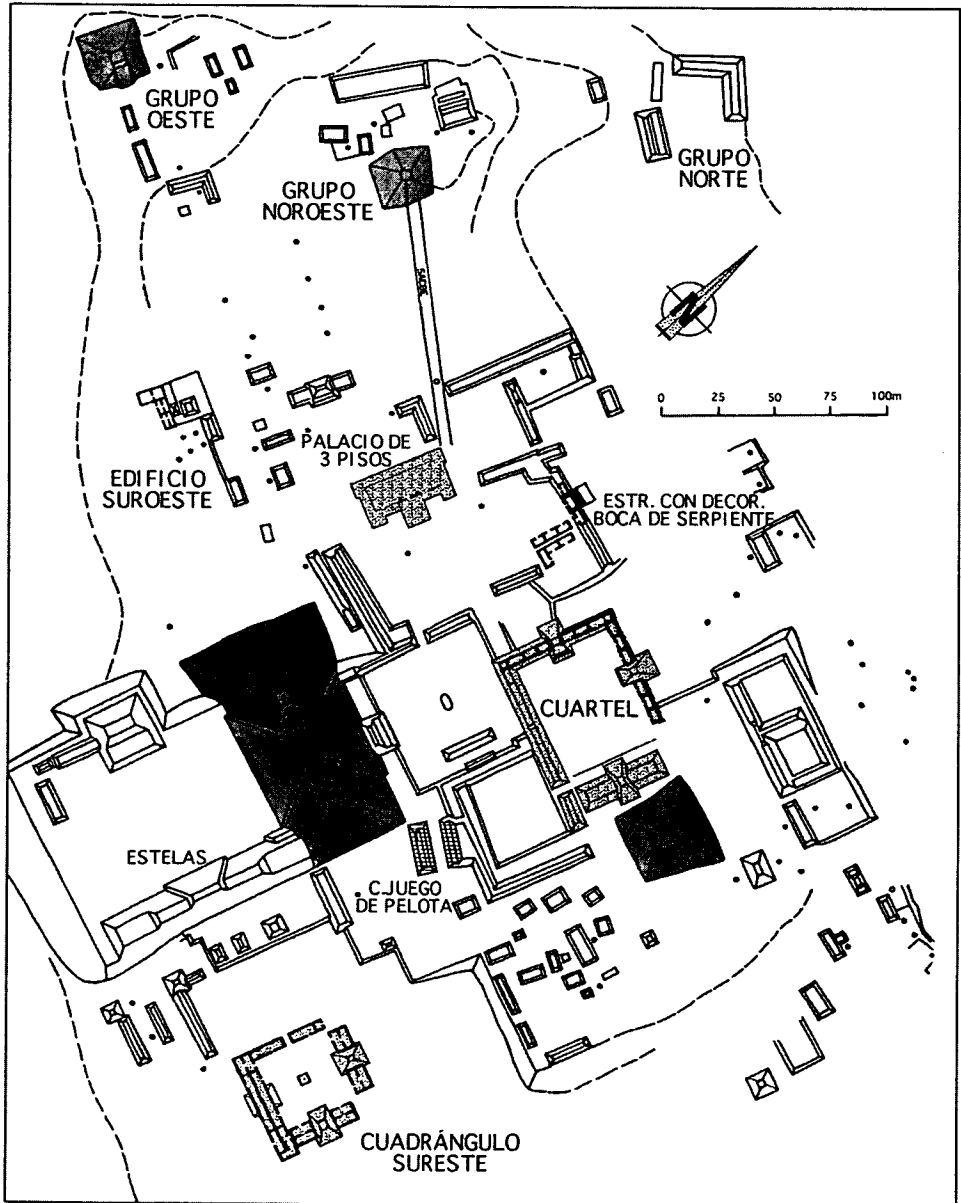 GRUPO
OESTE
GRUPO
NOROESTE
GRUPO
NORTE
SACBE
N
0 25 50 75 100m
PALACIO DE
3 PISOS
EDIFICIO
SUROESTE
ESTR. CON DECOR.
BOCA DE SERPIENTE
CUARTEL
ESTELAS
C.JUEGO
DE PELOTA
CUADRÁNGULO
SURESTE